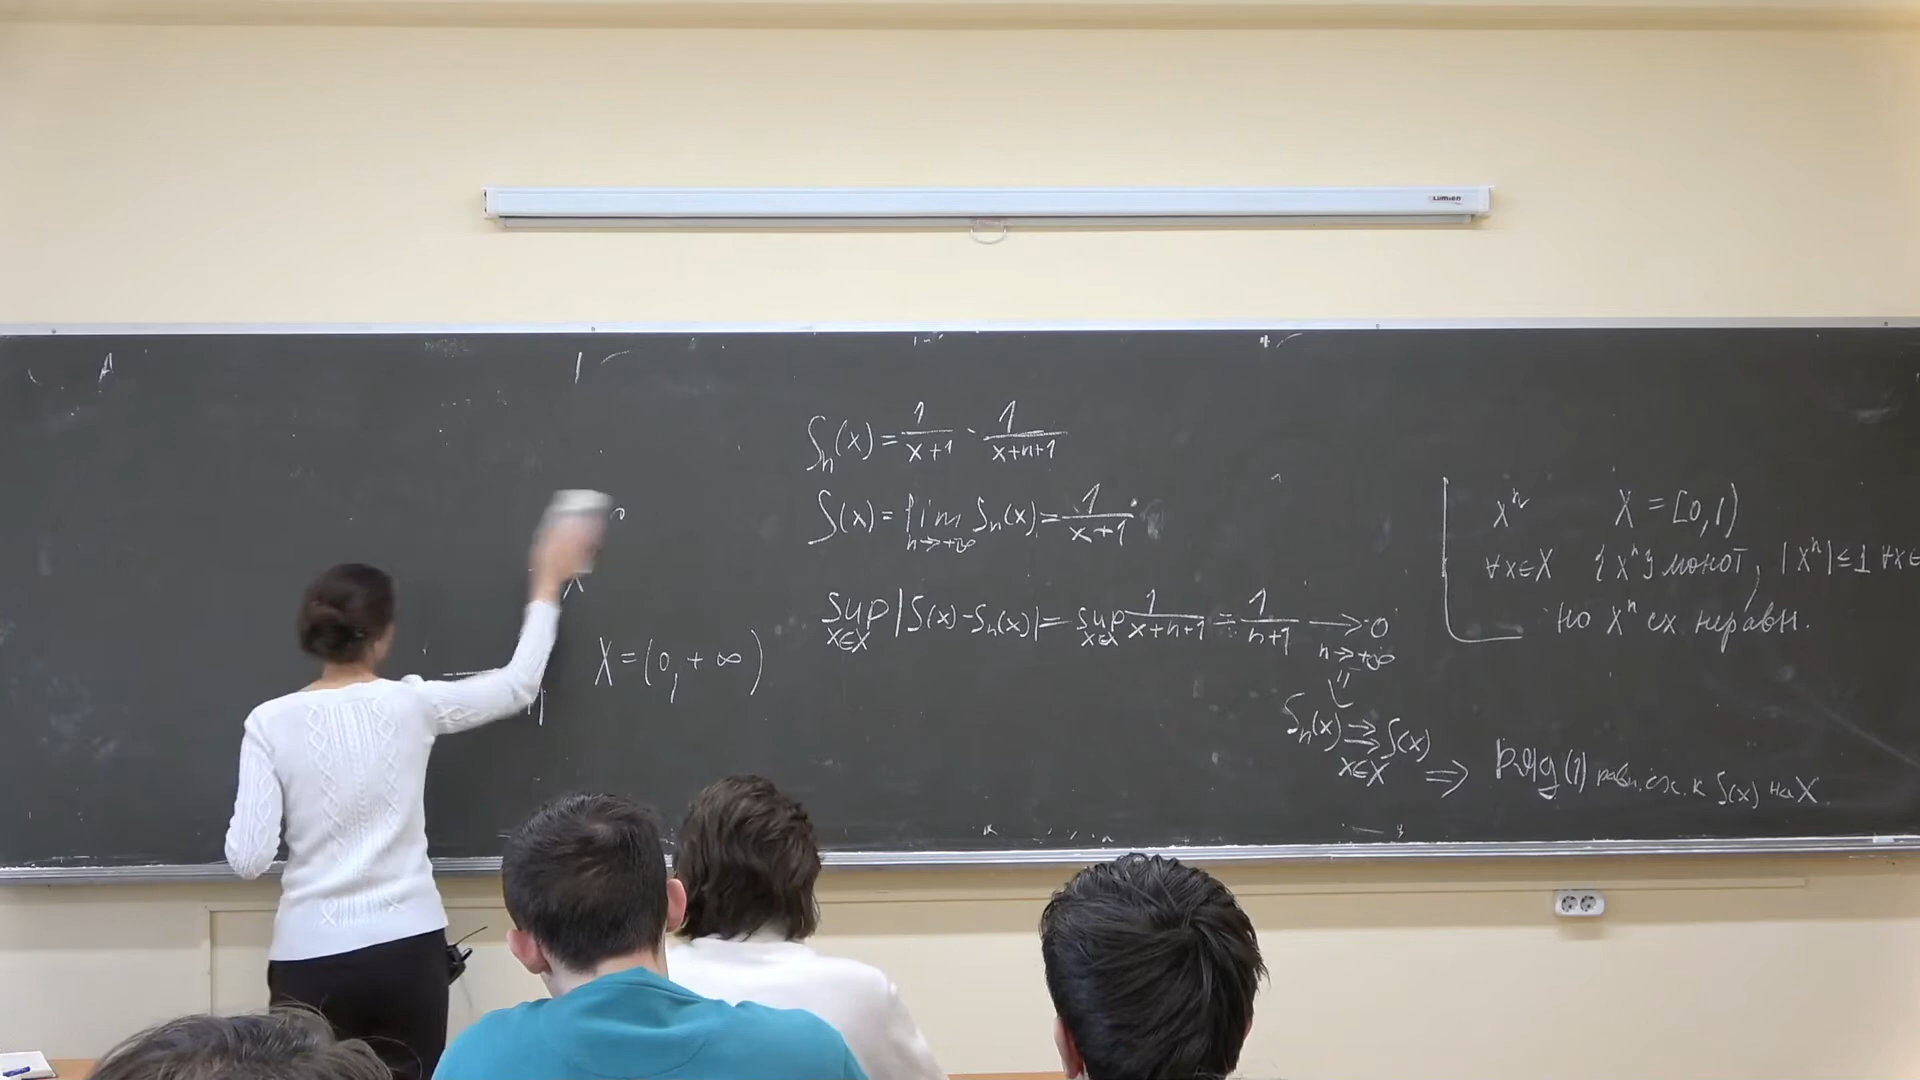 Lumien
S_n(x) = 1/(x+1) - 1/(x+n+1)
S(x) = lim_{n→+∞} S_n(x) = 1/(x+1)
sup_{x∈X} |S(x) - S_n(x)| = sup_{x∈X} 1/(x+n+1) = 1/(n+1) →_{n→+∞} 0
X = (0, +∞)
S_n(x) ⇉_{x∈X} S(x) ⇒ Ряд (1) равн. сх. к S(x) на X
x^n X = [0,1)
∀x∈X {x^n} монот, |x^n| ≤ 1 ∀x∈
но x^n сх неравн.